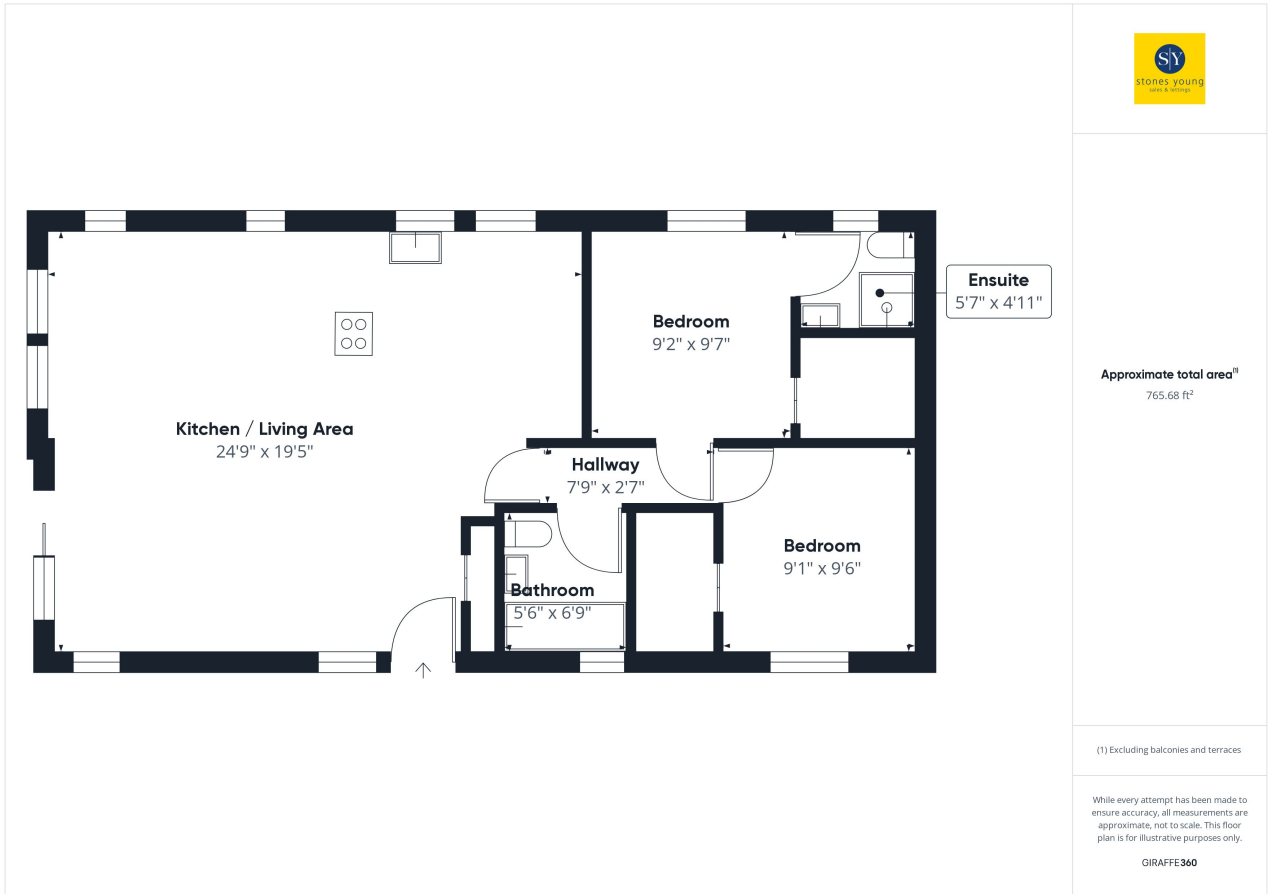 Kitchen / Living Area
24'9" x 19'5"
Bedroom
9'2" x 9'7"
Ensuite
5'7" x 4'11"
Hallway
7'9" x 2'7"
Bathroom
5'6" x 6'9"
Bedroom
9'1" x 9'6"
S|Y
stones young
sales & lettings
Approximate total area(1)
765.68 ft²
(1) Excluding balconies and terraces
While every attempt has been made to
ensure accuracy, all measurements are
approximate, not to scale. This floor
plan is for illustrative purposes only.
GIRAFFE360